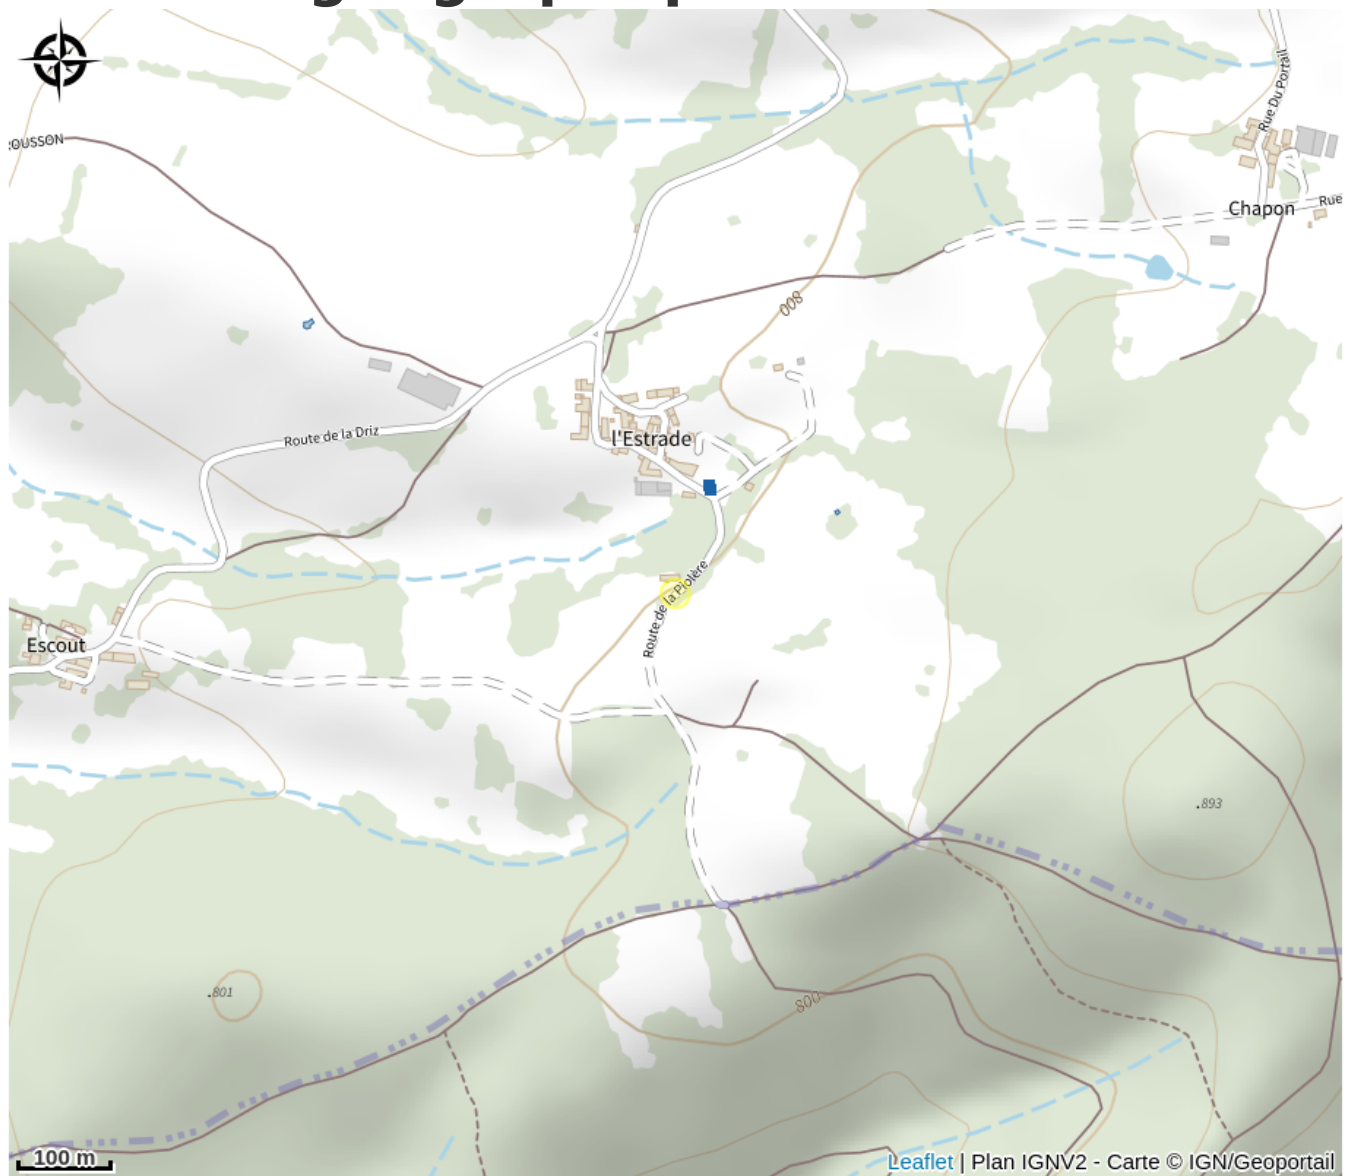 Rue Du Portail
OUSSON
Chapon
Rue
800
Route de la Driz
l'Estrade
Route de la Piolère
Escout
.893
.801
800
100 m
Leaflet | Plan IGNV2 - Carte © IGN/Geoportail